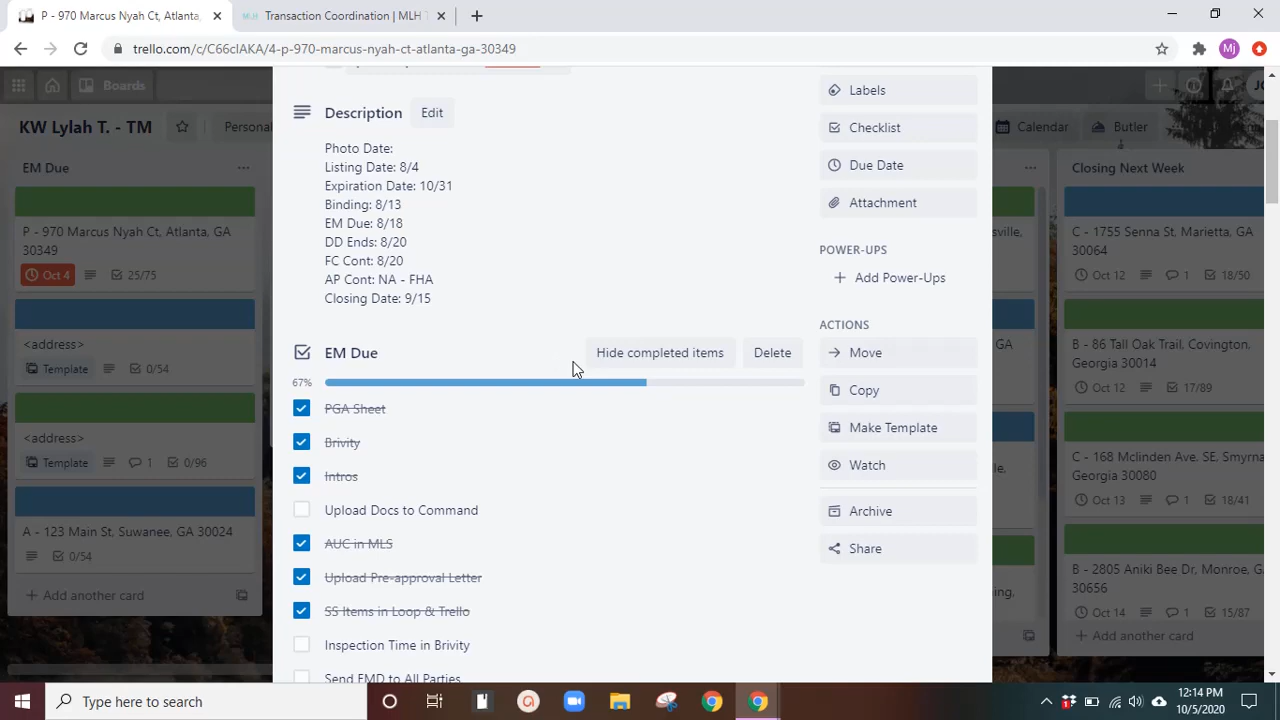 P - 970 Marcus Nyah Ct, Atlanta,
Transaction Coordination | MLH T
trello.com/c/C66clAKA/4-p-970-marcus-nyah-ct-atlanta-ga-30349
Mj
Boards
KW Lylah T. - TM
Personal
Calendar
Butler
EM Due
P - 970 Marcus Nyah Ct, Atlanta, GA
30349
Oct 4
25/75
<address>
Template
0/54
<address>
Template
1
0/96
A - 123 Main St, Suwanee, GA 30024
0/54
+ Add another card
Description
Edit
Photo Date:
Listing Date: 8/4
Expiration Date: 10/31
Binding: 8/13
EM Due: 8/18
DD Ends: 8/20
FC Cont: 8/20
AP Cont: NA - FHA
Closing Date: 9/15
EM Due
Hide completed items
Delete
67%
PGA Sheet
Brivity
Intros
Upload Docs to Command
AUC in MLS
Upload Pre-approval Letter
SS Items in Loop & Trello
Inspection Time in Brivity
Send EMD to All Parties
Labels
Checklist
Due Date
Attachment
POWER-UPS
+ Add Power-Ups
ACTIONS
Move
Copy
Make Template
Watch
Archive
Share
Closing Next Week
C - 1755 Senna St, Marietta, GA
30064
Oct 12
1
18/50
B - 86 Tall Oak Trail, Covington,
Georgia 30014
Oct 12
17/89
C - 168 Mclinden Ave, SE, Smyrna
Georgia 30080
Oct 13
1
18/41
B - 2805 Aniki Bee Dr, Monroe, G
30656
Oct 14
1
15/87
+ Add another card
Type here to search
12:14 PM
10/5/2020